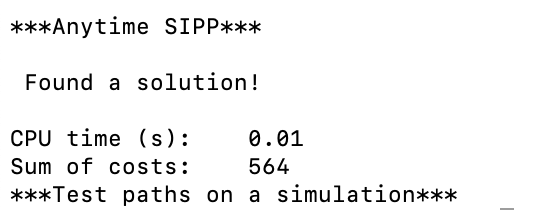 ***Anytime SIPP***
Found a solution!
CPU time (s):    0.01
Sum of costs:    564
***Test paths on a simulation***